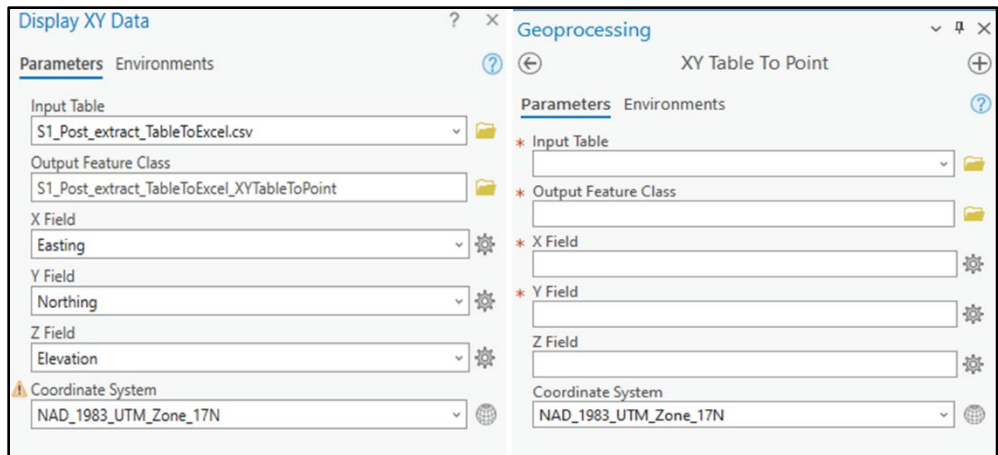 Display XY Data
Parameters Environments
Input Table
S1_Post_extract_TableToExcel.csv
Output Feature Class
S1_Post_extract_TableToExcel_XYTableToPoint
X Field
Easting
Y Field
Northing
Z Field
Elevation
Coordinate System
NAD_1983_UTM_Zone_17N
Geoprocessing
XY Table To Point
Parameters Environments
* Input Table
* Output Feature Class
* X Field
* Y Field
Z Field
Coordinate System
NAD_1983_UTM_Zone_17N